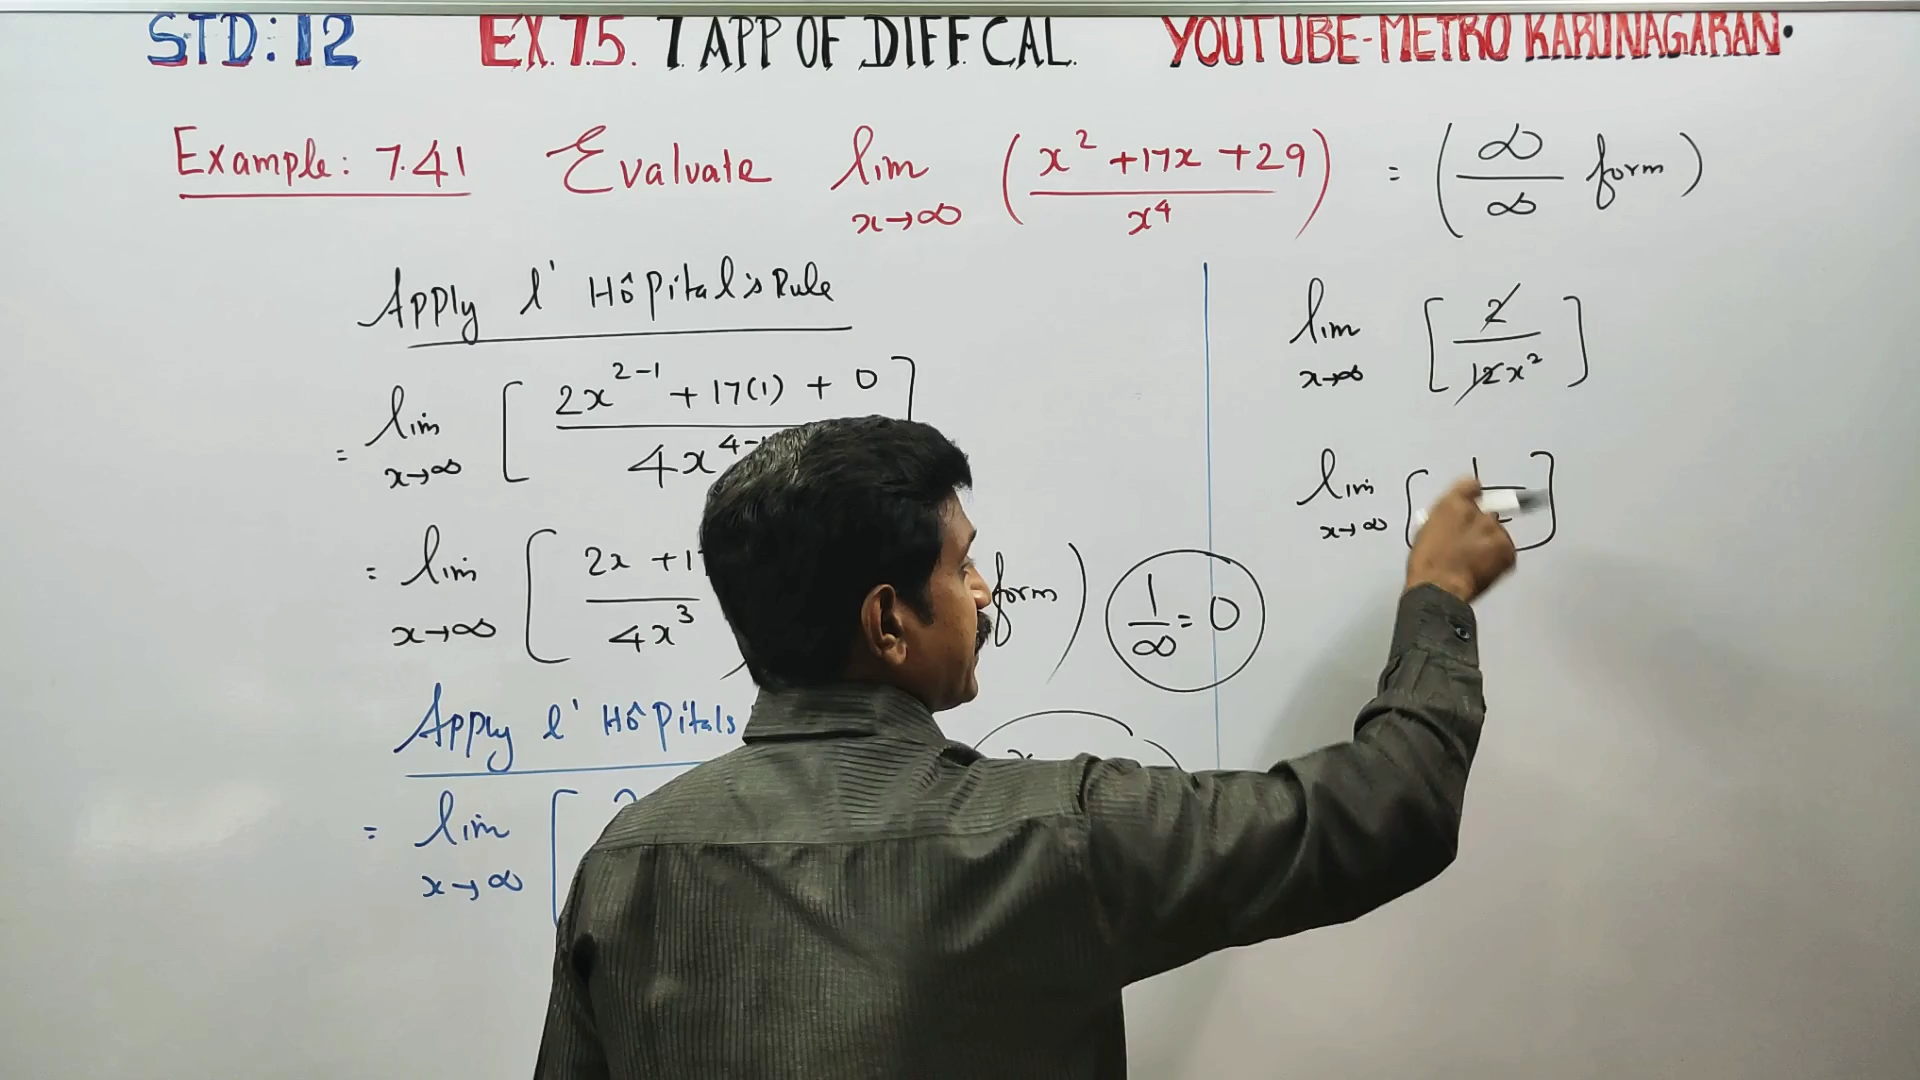 STD: 12 EX. 7.5. 7 APP OF DIFF. CAL. YOUTUBE-METRO KARUNAGARAN.
Example: 7.41 Evaluate lim x→∞ (x² + 17x + 29 / x⁴) = (∞/∞ form)
Apply l' Hôpital's Rule
= lim x→∞ [2x²⁻¹ + 17(1) + 0 / 4x⁴⁻
= lim x→∞ [2x + 1 / 4x³ form)
1/∞ = 0
Apply l' Hôpitals
= lim x→∞ [
lim x→∞ [2 / 12x²]
lim x→∞ [1 / ]